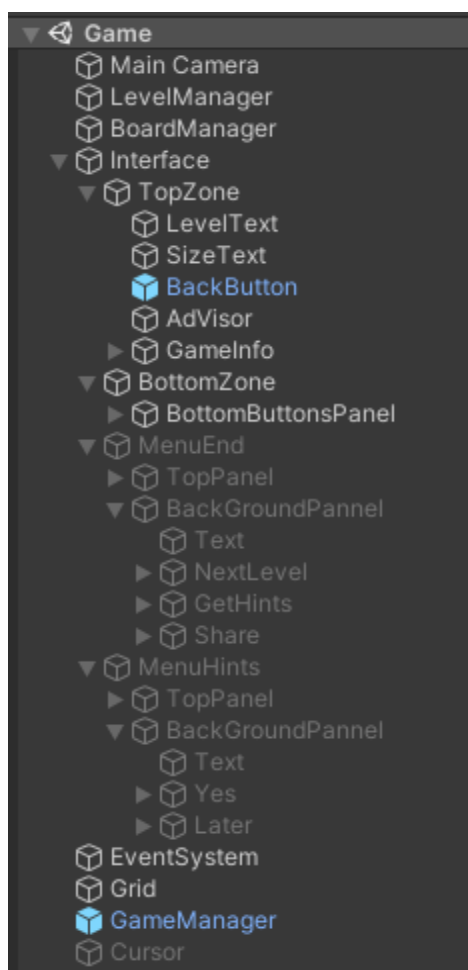 Game
Main Camera
LevelManager
BoardManager
Interface
TopZone
LevelText
SizeText
BackButton
AdVisor
GameInfo
BottomZone
BottomButtonsPanel
MenuEnd
TopPanel
BackGroundPannel
Text
NextLevel
GetHints
Share
MenuHints
TopPanel
BackGroundPannel
Text
Yes
Later
EventSystem
Grid
GameManager
Cursor